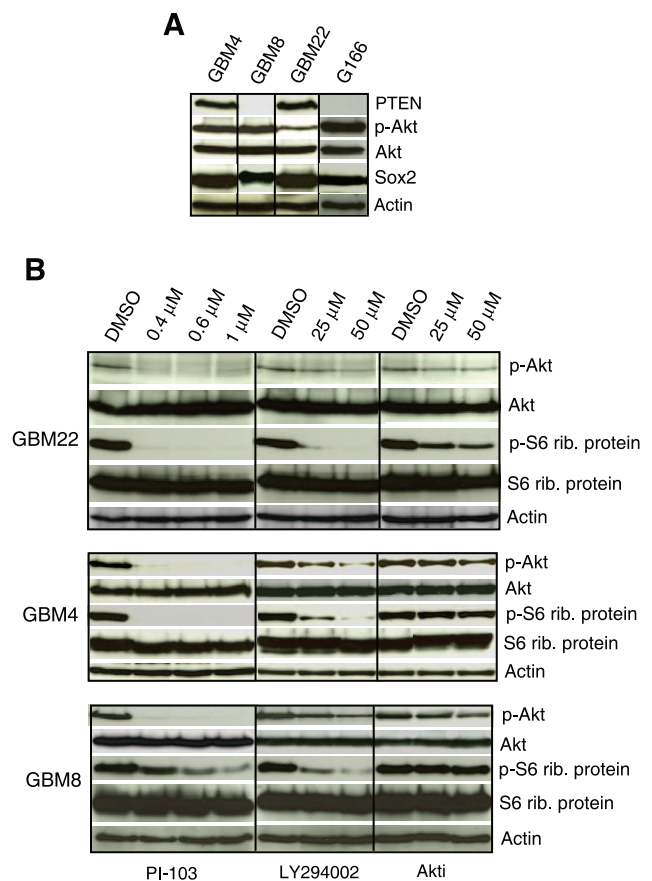 A
GBM4 GBM8 GBM22 G166
PTEN
p-Akt
Akt
Sox2
Actin
B
DMSO 0.4 µM 0.6 µM 1 µM DMSO 25 µM 50 µM DMSO 25 µM 50 µM
GBM22
p-Akt
Akt
p-S6 rib. protein
S6 rib. protein
Actin
GBM4
p-Akt
Akt
p-S6 rib. protein
S6 rib. protein
Actin
GBM8
p-Akt
Akt
p-S6 rib. protein
S6 rib. protein
Actin
PI-103 LY294002 Akti